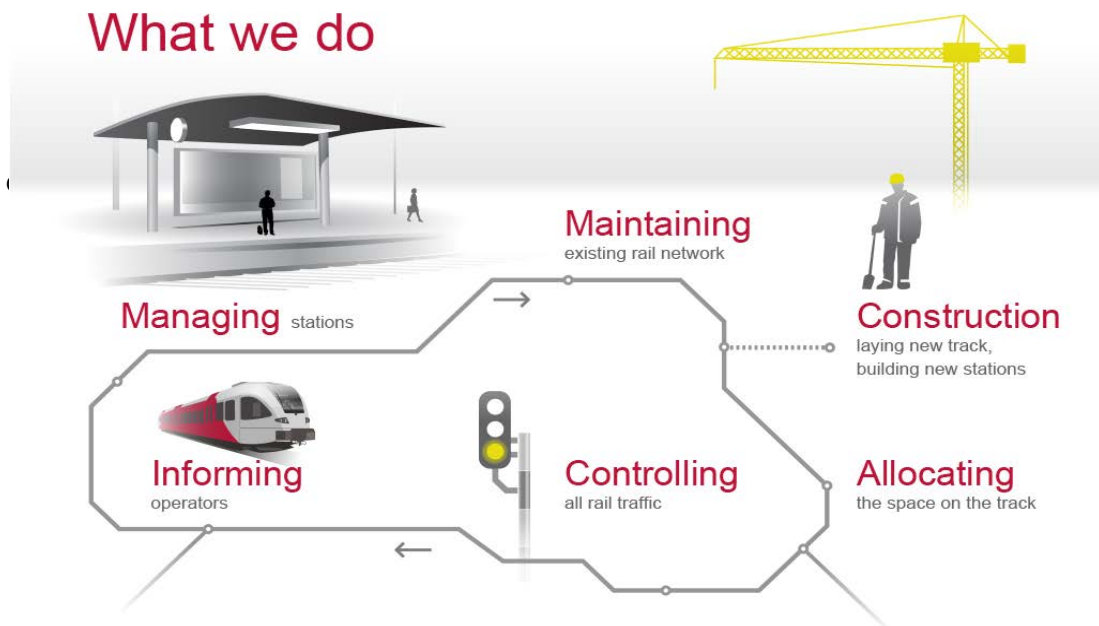 What we do
Maintaining
existing rail network
Managing stations
Construction
laying new track,
building new stations
Informing
operators
Controlling
all rail traffic
Allocating
the space on the track